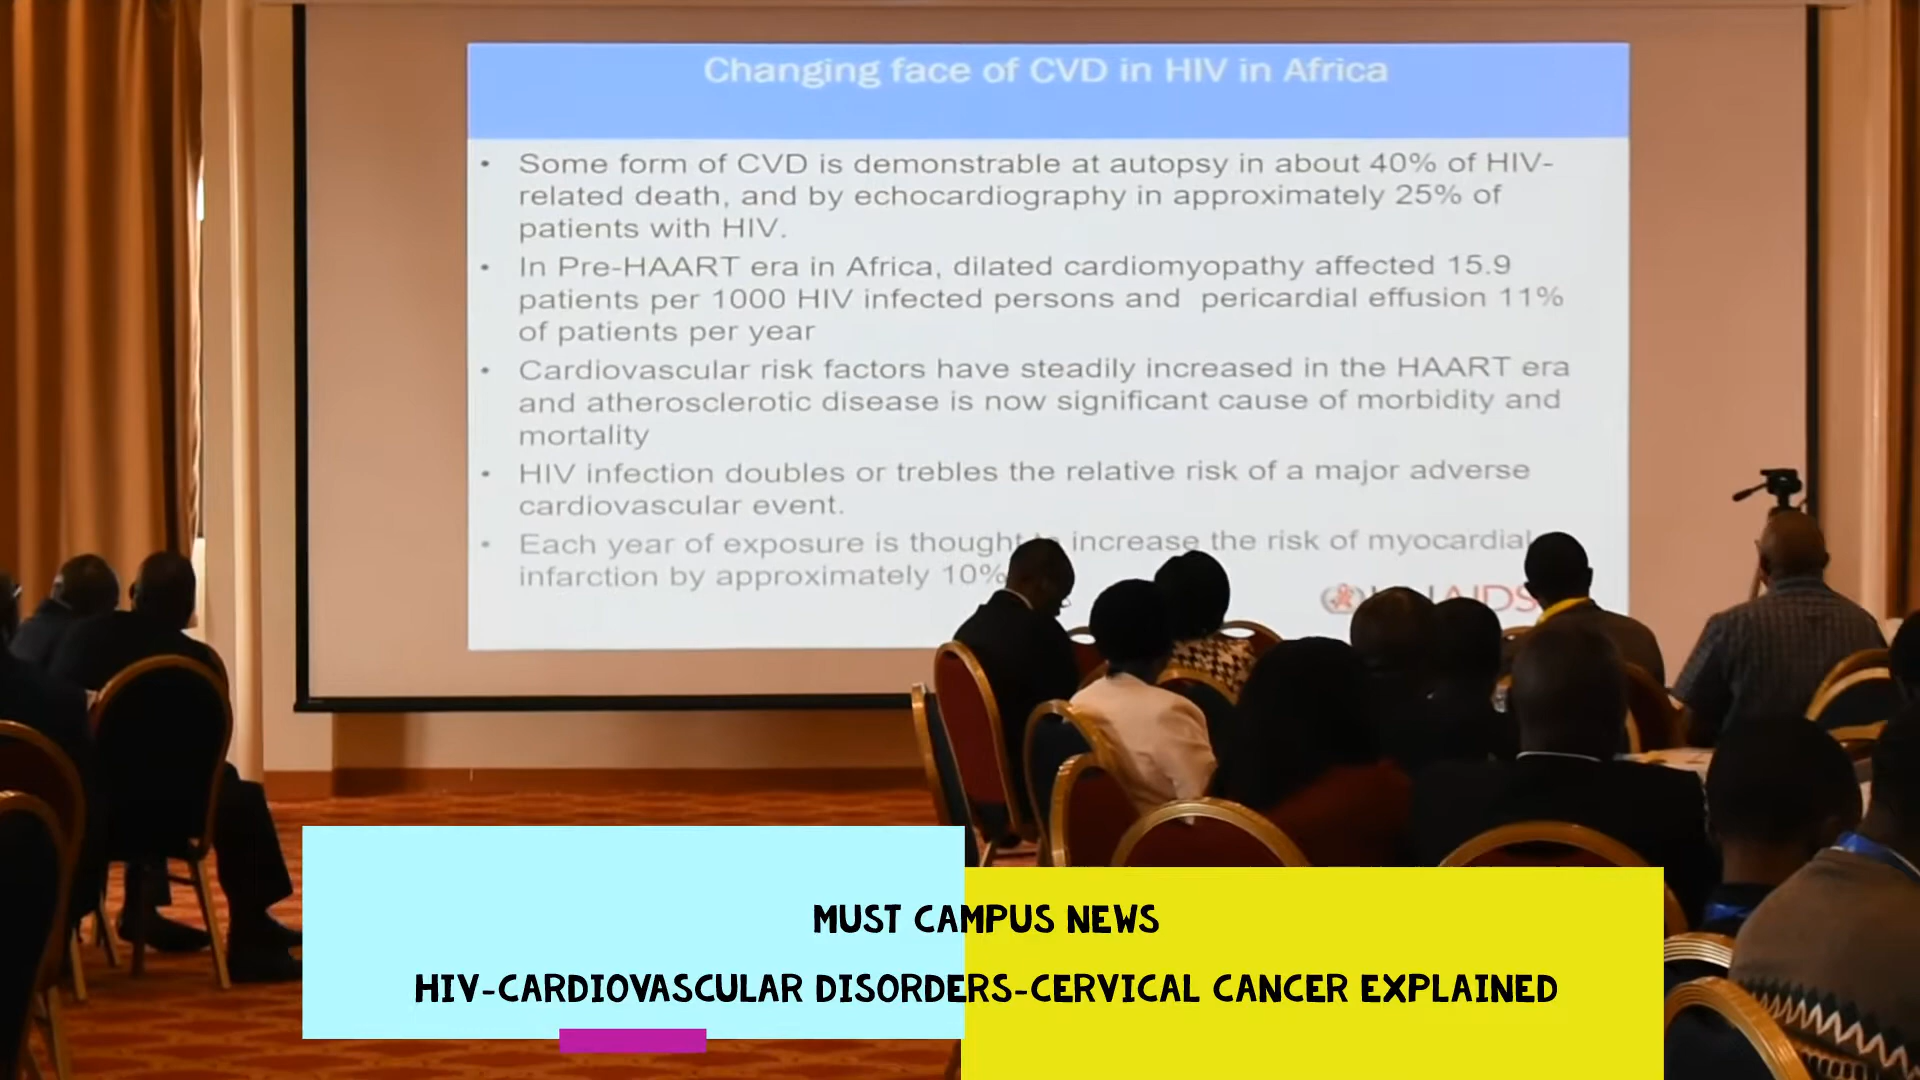 Changing face of CVD in HIV in Africa
• Some form of CVD is demonstrable at autopsy in about 40% of HIV-
related death, and by echocardiography in approximately 25% of
patients with HIV.
• In Pre-HAART era in Africa, dilated cardiomyopathy affected 15.9
patients per 1000 HIV infected persons and pericardial effusion 11%
of patients per year
• Cardiovascular risk factors have steadily increased in the HAART era
and atherosclerotic disease is now significant cause of morbidity and
mortality
• HIV infection doubles or trebles the relative risk of a major adverse
cardiovascular event.
• Each year of exposure is thought increase the risk of myocardial
infarction by approximately 10%
AIDS
MUST CAMPUS NEWS
HIV-CARDIOVASCULAR DISORDERS-CERVICAL CANCER EXPLAINED